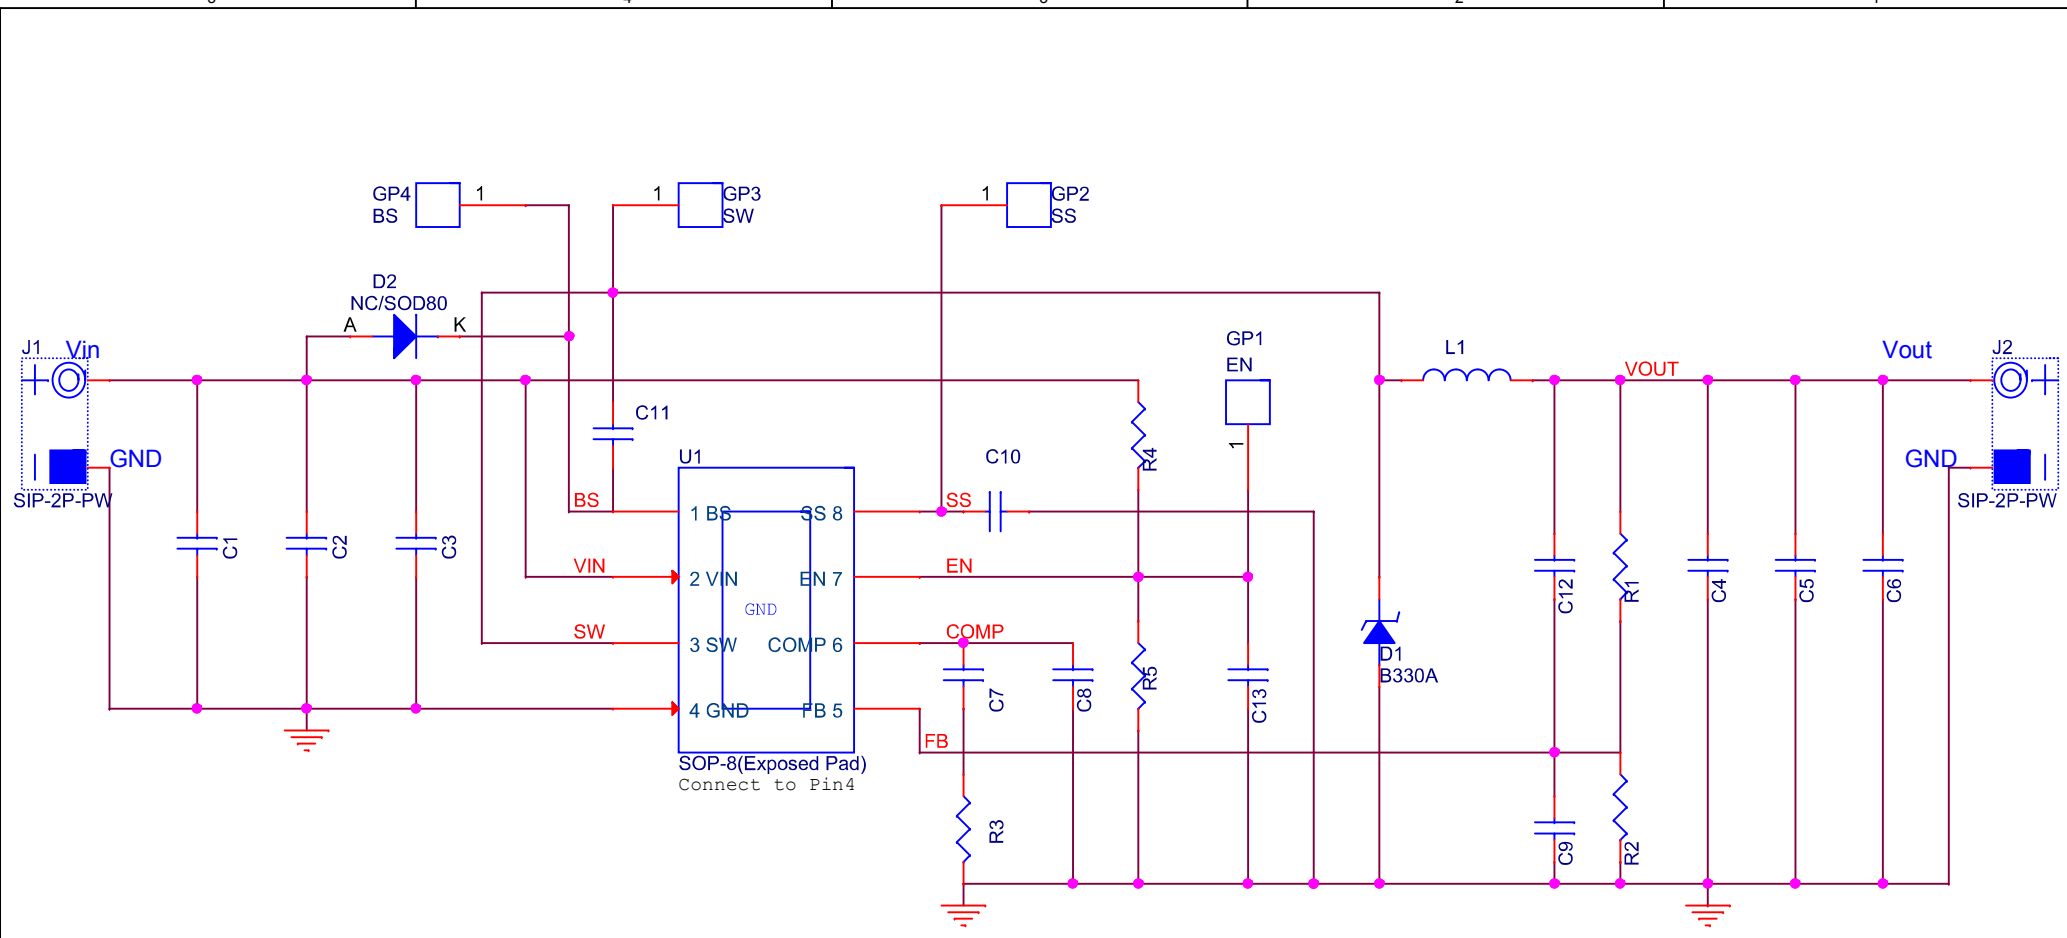 4
2
GP4
BS
1
1
GP3
SW
1
GP2
SS
D2
NC/SOD80
A
K
J1
Vin
GND
SIP-2P-PW
C1
C2
C3
C11
U1
BS
VIN
SW
1 BS
2 VIN
3 SW
4 GND
GND
SS 8
EN 7
COMP 6
FB 5
SOP-8(Exposed Pad)
Connect to Pin4
SS
EN
COMP
FB
C10
R4
GP1
EN
1
C7
C8
R5
C13
R3
L1
D1
B330A
VOUT
Vout
J2
GND
SIP-2P-PW
C12
R1
C4
C5
C6
C9
R2